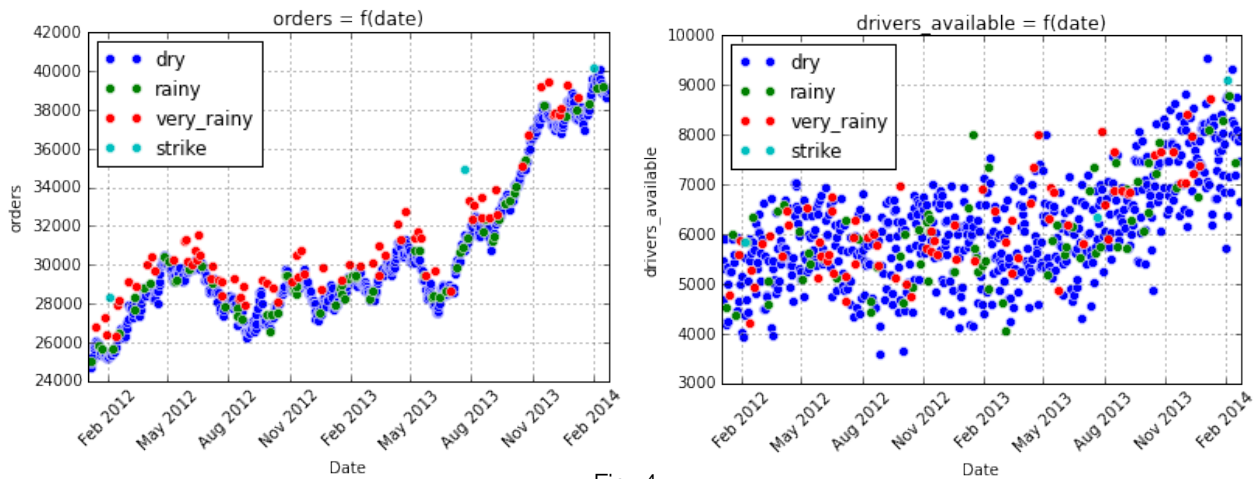 orders = f(date)
42000
40000
38000
36000
34000
32000
30000
28000
26000
24000
orders
dry
rainy
very_rainy
strike
Feb 2012
May 2012
Aug 2012
Nov 2012
Feb 2013
May 2013
Aug 2013
Nov 2013
Feb 2014
Date
drivers_available = f(date)
10000
9000
8000
7000
6000
5000
4000
3000
drivers_available
dry
rainy
very_rainy
strike
Feb 2012
May 2012
Aug 2012
Nov 2012
Feb 2013
May 2013
Aug 2013
Nov 2013
Feb 2014
Date